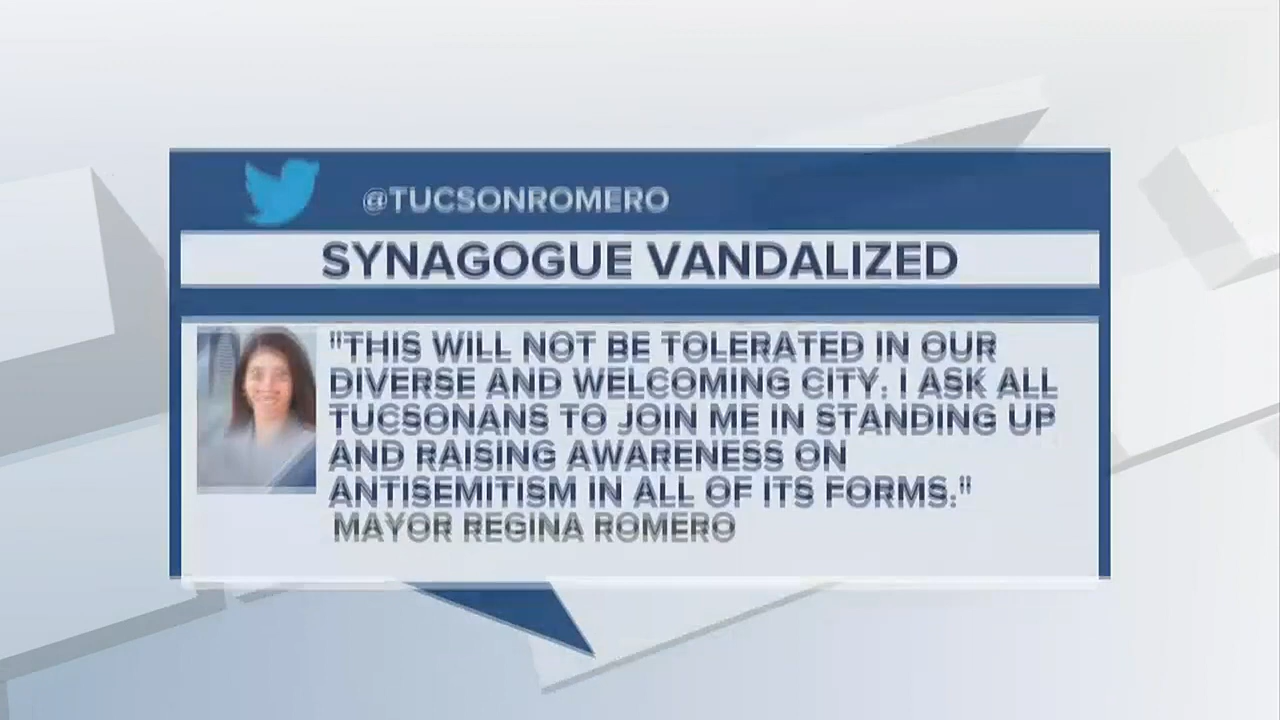 @TUCSONROMERO
SYNAGOGUE VANDALIZED
"THIS WILL NOT BE TOLERATED IN OUR
DIVERSE AND WELCOMING CITY. I ASK ALL
TUCSONANS TO JOIN ME IN STANDING UP
AND RAISING AWARENESS ON
ANTISEMITISM IN ALL OF ITS FORMS."
MAYOR REGINA ROMERO